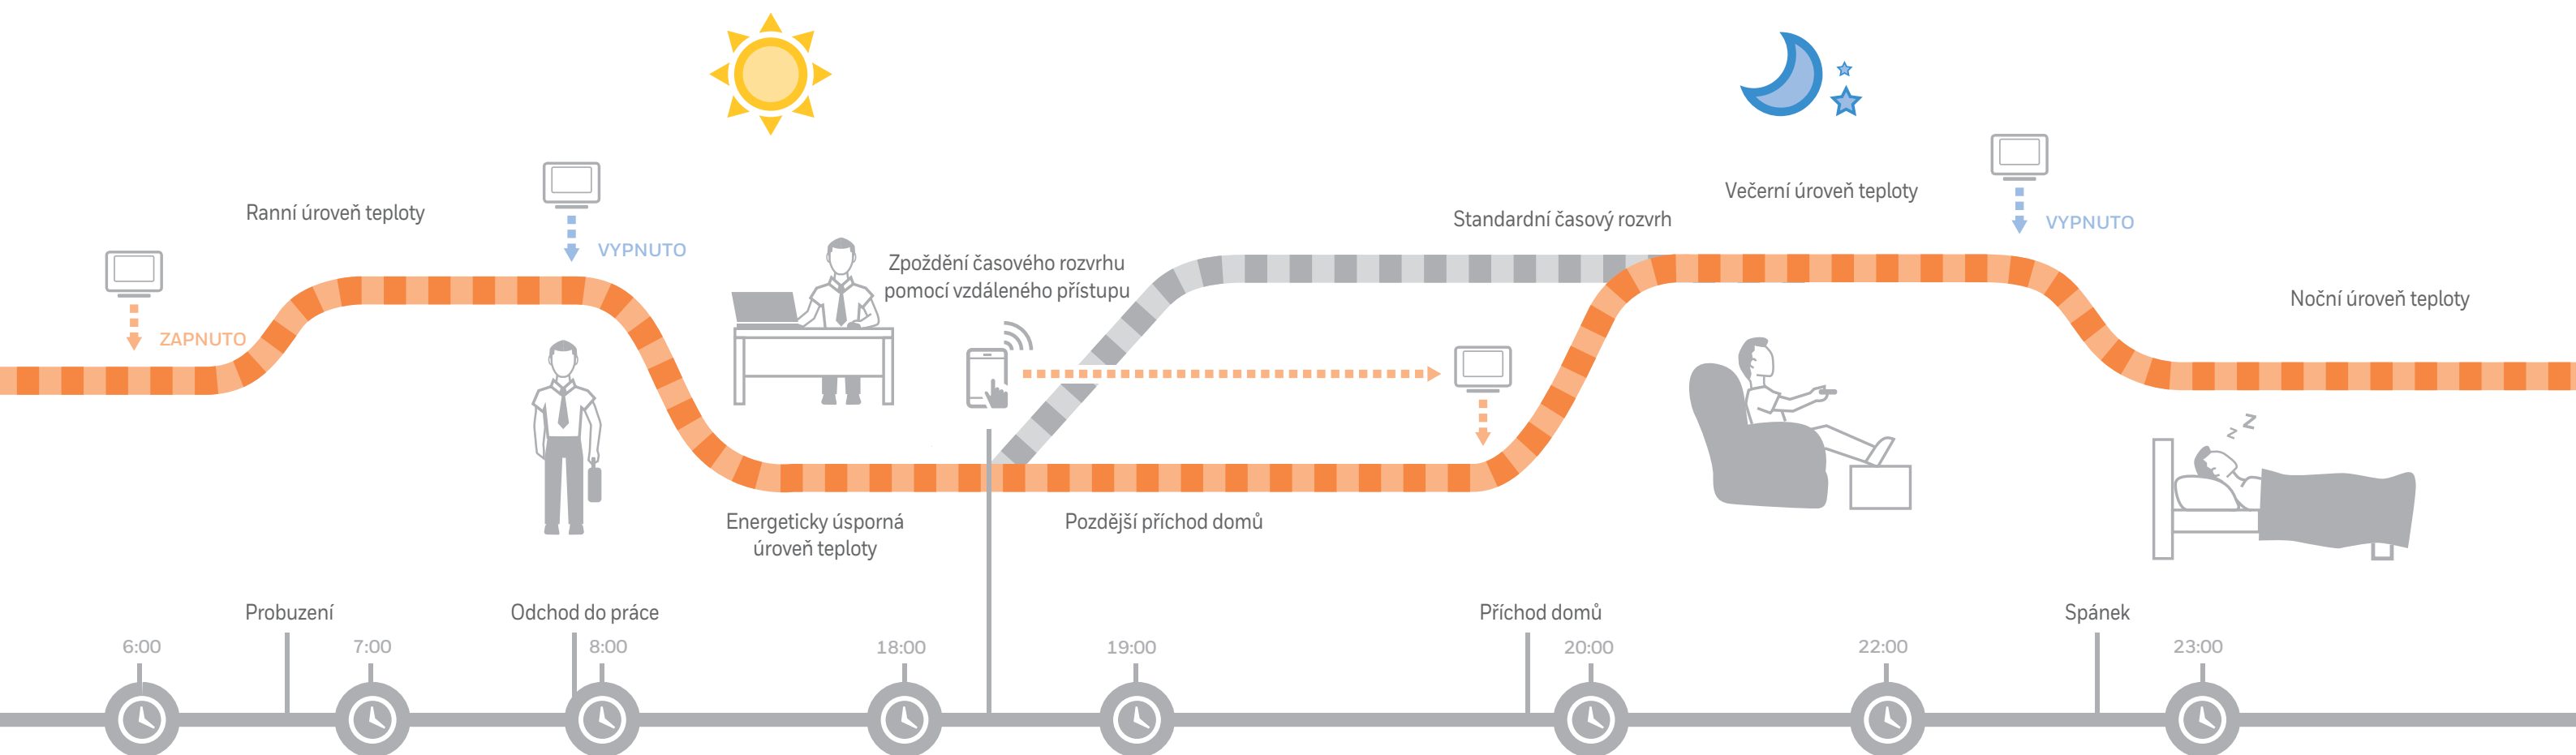 Ranní úroveň teploty
ZAPNUTO
VYPNUTO
Zpoždění časového rozvrhu
pomocí vzdáleného přístupu
Standardní časový rozvrh
Večerní úroveň teploty
VYPNUTO
Noční úroveň teploty
Energeticky úsporná
úroveň teploty
Pozdější příchod domů
z z
Probuzení
Odchod do práce
Příchod domů
Spánek
6:00
7:00
8:00
18:00
19:00
20:00
22:00
23:00